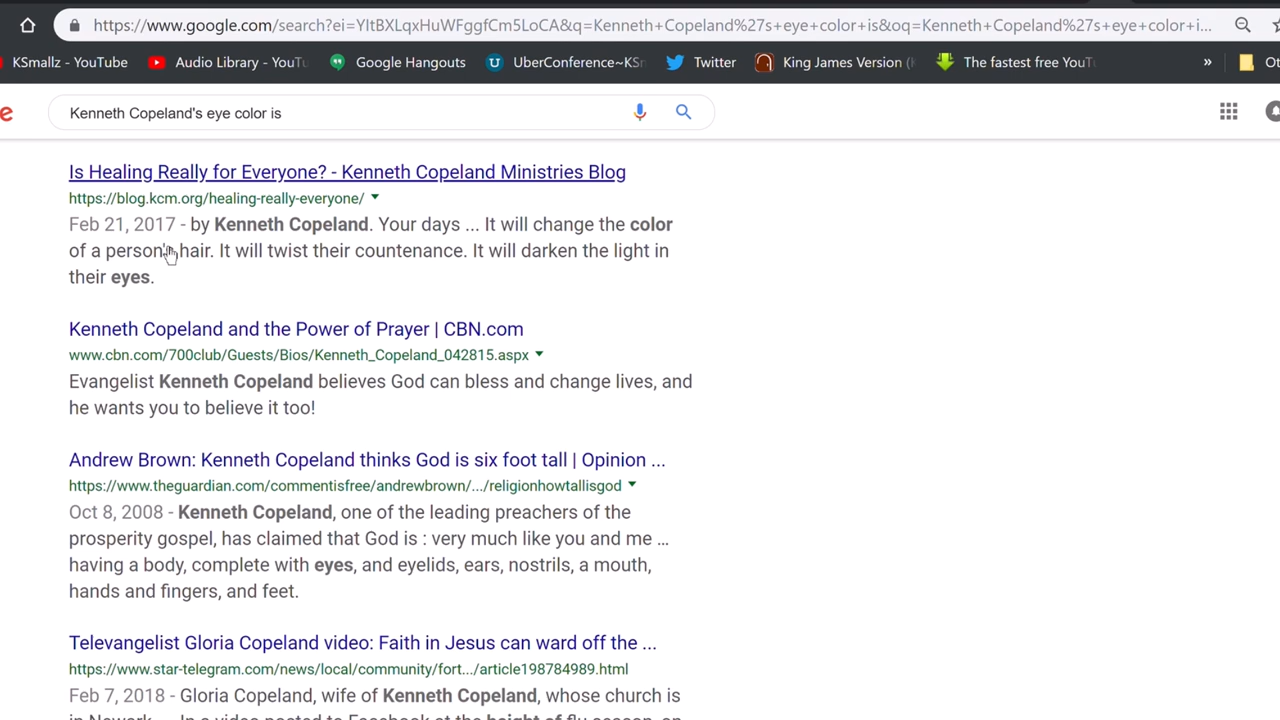 https://www.google.com/search?ei=YItBXLqxHuWFggfCm5LoCA&q=Kenneth+Copeland%27s+eye+color+is&oq=Kenneth+Copeland%27s+eye+color+i...
KSmallz - YouTube Audio Library - YouTu Google Hangouts UberConference~KSn Twitter King James Version (K The fastest free YouTu » Ot
e Kenneth Copeland's eye color is
Is Healing Really for Everyone? - Kenneth Copeland Ministries Blog
https://blog.kcm.org/healing-really-everyone/
Feb 21, 2017 - by Kenneth Copeland. Your days ... It will change the color
of a person's hair. It will twist their countenance. It will darken the light in
their eyes.
Kenneth Copeland and the Power of Prayer | CBN.com
www.cbn.com/700club/Guests/Bios/Kenneth_Copeland_042815.aspx
Evangelist Kenneth Copeland believes God can bless and change lives, and
he wants you to believe it too!
Andrew Brown: Kenneth Copeland thinks God is six foot tall | Opinion ...
https://www.theguardian.com/commentisfree/andrewbrown/.../religionhowtallisgod
Oct 8, 2008 - Kenneth Copeland, one of the leading preachers of the
prosperity gospel, has claimed that God is : very much like you and me ...
having a body, complete with eyes, and eyelids, ears, nostrils, a mouth,
hands and fingers, and feet.
Televangelist Gloria Copeland video: Faith in Jesus can ward off the ...
https://www.star-telegram.com/news/local/community/fort.../article198784989.html
Feb 7, 2018 - Gloria Copeland, wife of Kenneth Copeland, whose church is
in Newark ... In a video posted to Facebook at the height of flu season, on